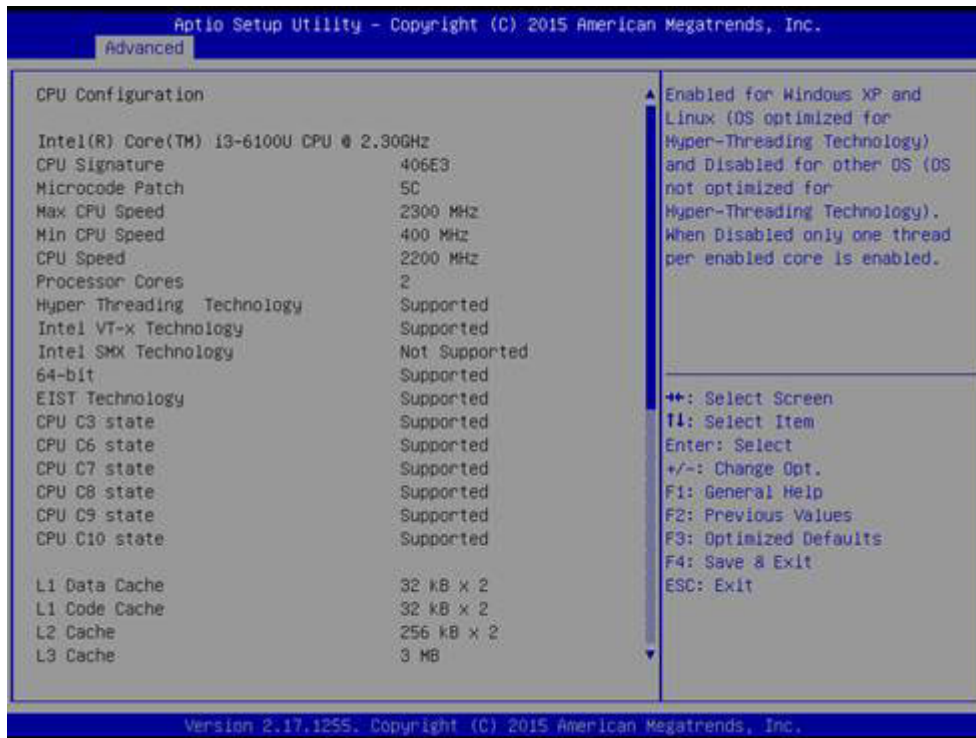 Aptio Setup Utility - Copyright (C) 2015 American Megatrends, Inc.
Advanced
CPU Configuration
Intel(R) Core(TM) i3-6100U CPU @ 2.30GHz
CPU Signature 406E3
Microcode Patch 5C
Max CPU Speed 2300 MHz
Min CPU Speed 400 MHz
CPU Speed 2200 MHz
Processor Cores 2
Hyper Threading Technology Supported
Intel VT-x Technology Supported
Intel SMX Technology Not Supported
64-bit Supported
EIST Technology Supported
CPU C3 state Supported
CPU C6 state Supported
CPU C7 state Supported
CPU C8 state Supported
CPU C9 state Supported
CPU C10 state Supported
L1 Data Cache 32 kB x 2
L1 Code Cache 32 kB x 2
L2 Cache 256 kB x 2
L3 Cache 3 MB
Enabled for Windows XP and
Linux (OS optimized for
Hyper-Threading Technology)
and Disabled for other OS (OS
not optimized for
Hyper-Threading Technology).
When Disabled only one thread
per enabled core is enabled.
→←: Select Screen
↑↓: Select Item
Enter: Select
+/-: Change Opt.
F1: General Help
F2: Previous Values
F3: Optimized Defaults
F4: Save & Exit
ESC: Exit
Version 2.17.1255. Copyright (C) 2015 American Megatrends, Inc.